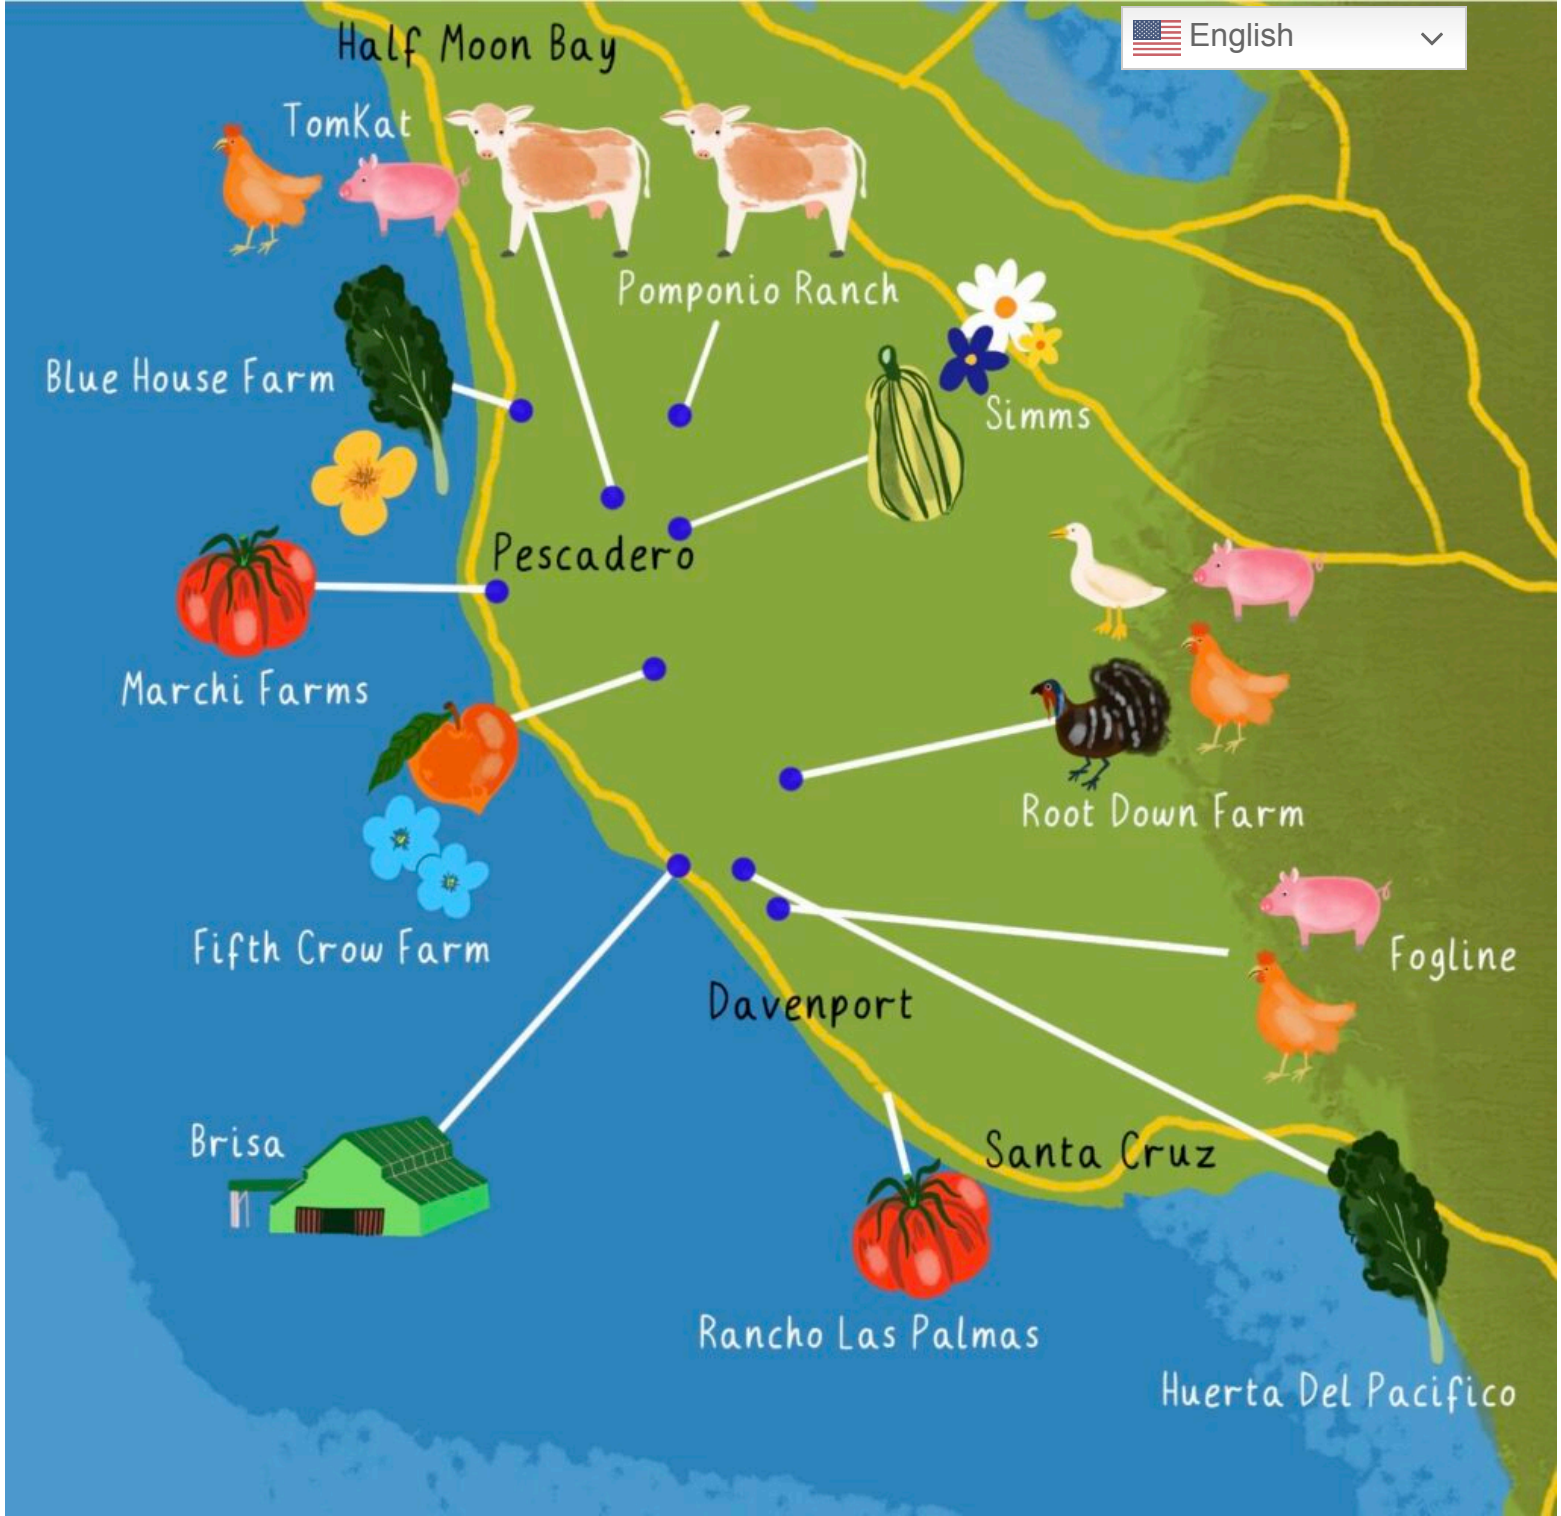 English
Half Moon Bay
TomKat
Pomponio Ranch
Blue House Farm
Simms
Pescadero
Marchi Farms
Root Down Farm
Fifth Crow Farm
Fogline
Davenport
Brisa
Santa Cruz
Rancho Las Palmas
Huerta Del Pacifico